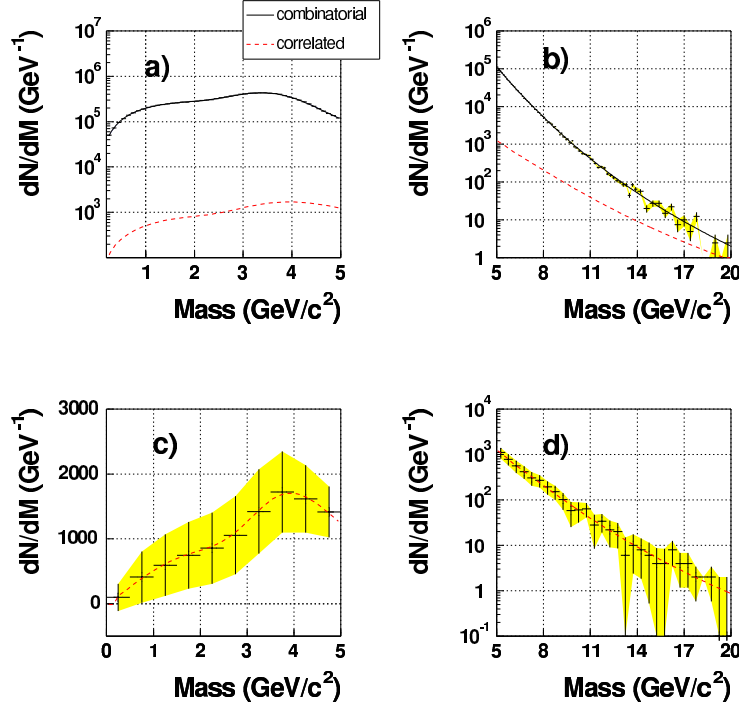 combinatorial
correlated
a)
dN/dM (GeV⁻¹)
10⁷
10⁶
10⁵
10⁴
10³
1 2 3 4 5
Mass (GeV/c²)
b)
dN/dM (GeV⁻¹)
10⁶
10⁵
10⁴
10³
10²
10
1
5 8 11 14 17 20
Mass (GeV/c²)
c)
dN/dM (GeV⁻¹)
3000
2000
1000
0
0 1 2 3 4 5
Mass (GeV/c²)
d)
dN/dM (GeV⁻¹)
10⁴
10³
10²
10
1
10⁻¹
5 8 11 14 17 20
Mass (GeV/c²)